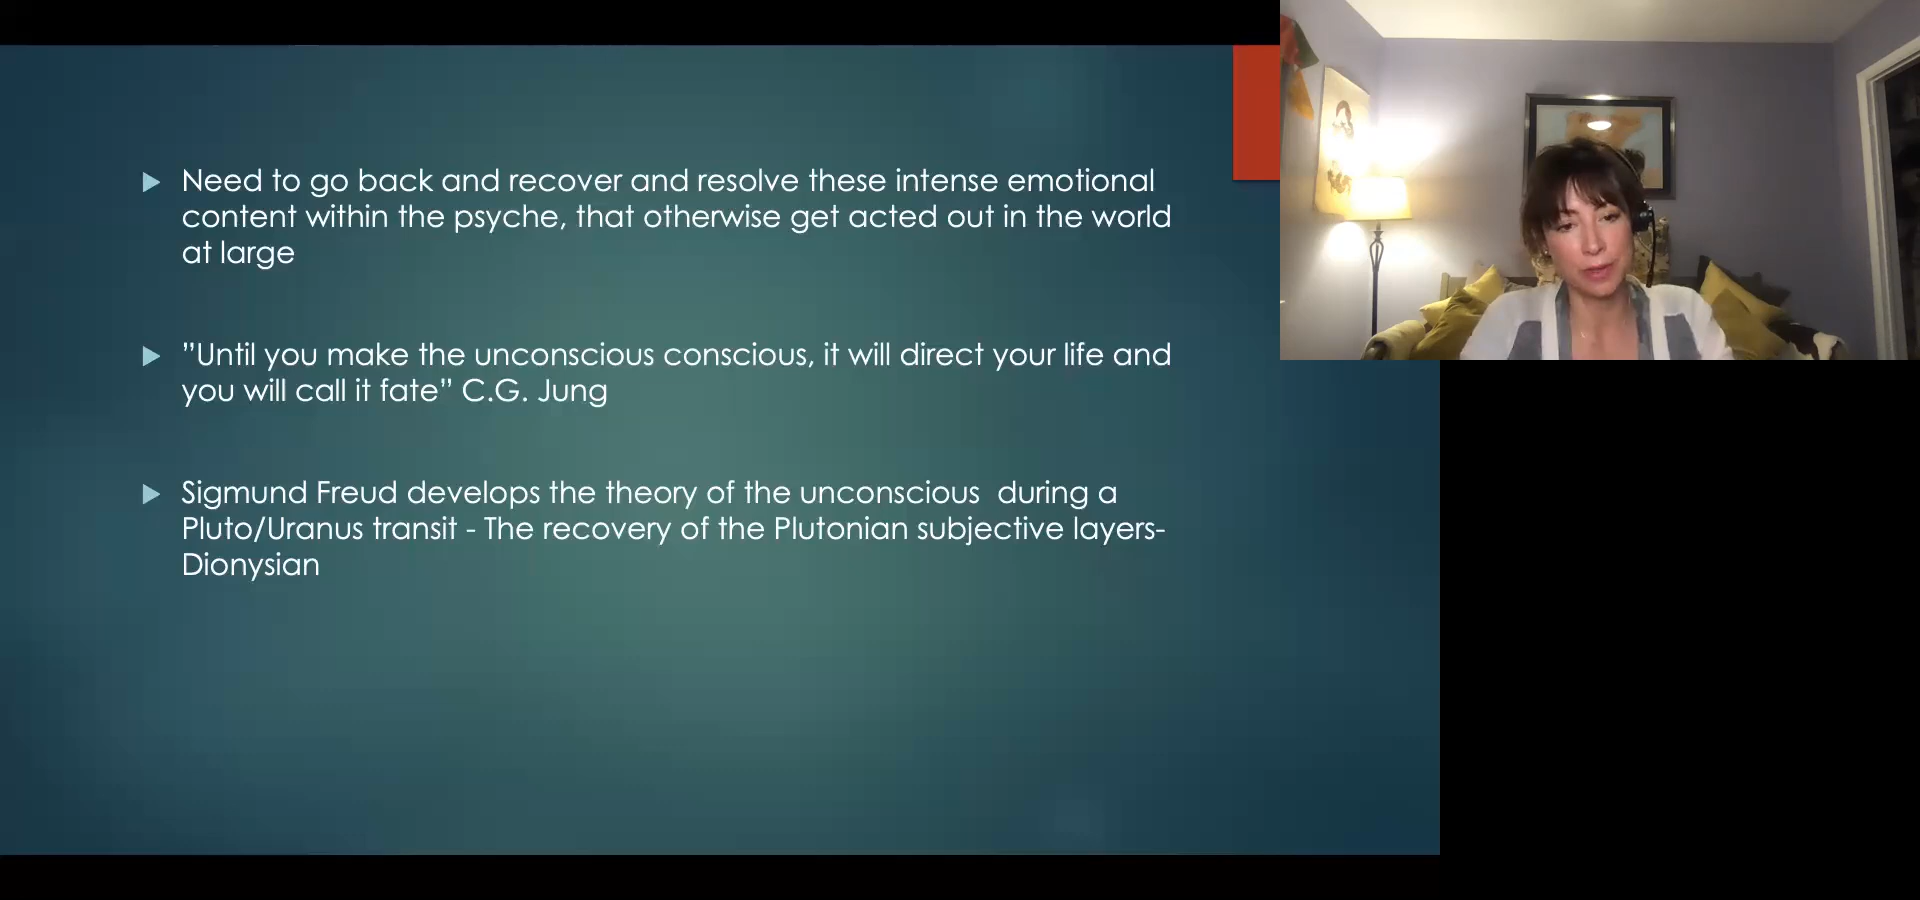 Need to go back and recover and resolve these intense emotional
content within the psyche, that otherwise get acted out in the world
at large
”Until you make the unconscious conscious, it will direct your life and
you will call it fate” C.G. Jung
Sigmund Freud develops the theory of the unconscious  during a
Pluto/Uranus transit - The recovery of the Plutonian subjective layers-
Dionysian